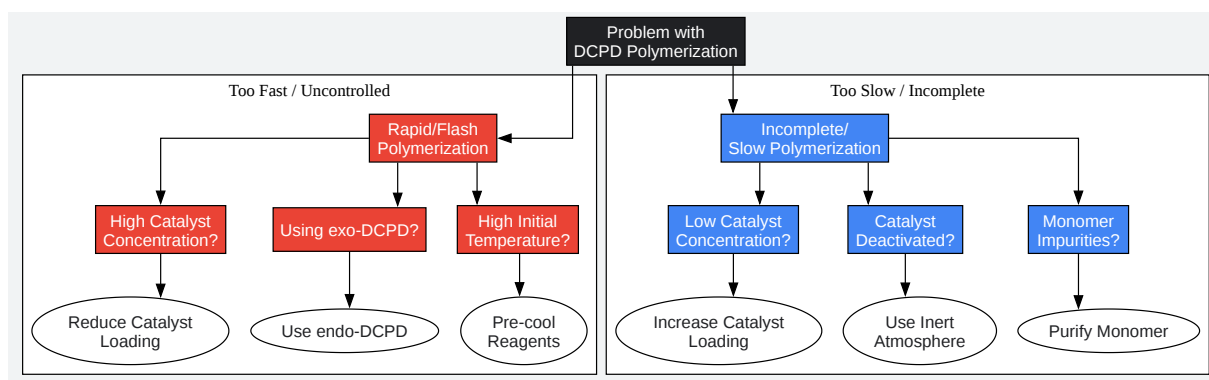 Problem with
DCPD Polymerization
Too Fast / Uncontrolled
Too Slow / Incomplete
Rapid/Flash
Polymerization
Incomplete/
Slow Polymerization
High Catalyst
Concentration?
Using exo-DCPD?
High Initial
Temperature?
Low Catalyst
Concentration?
Catalyst
Deactivated?
Monomer
Impurities?
Reduce Catalyst
Loading
Use endo-DCPD
Pre-cool
Reagents
Increase Catalyst
Loading
Use Inert
Atmosphere
Purify Monomer